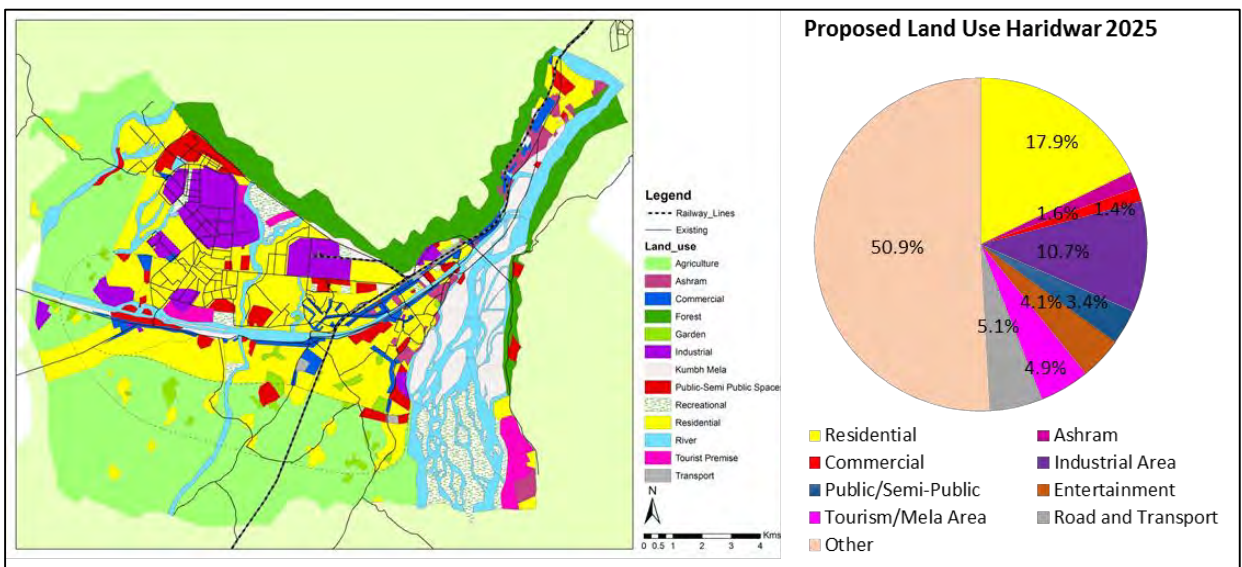 Proposed Land Use Haridwar 2025
Legend
Railway_Lines
Existing
Land_use
Agriculture
Ashram
Commercial
Forest
Garden
Industrial
Kumbh Mela
Public-Semi Public Space
Recreational
Residential
River
Tourist Premise
Transport
N
Kms
0 0.5 1 2 3 4
17.9%
1.6%
1.4%
10.7%
3.4%
4.1%
4.9%
5.1%
50.9%
Residential Ashram
Commercial Industrial Area
Public/Semi-Public Entertainment
Tourism/Mela Area Road and Transport
Other